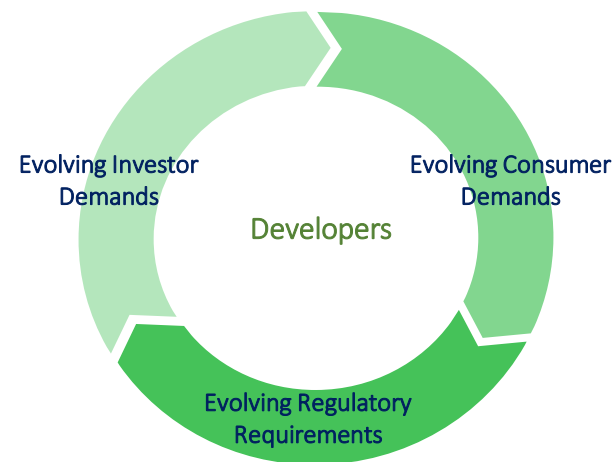 Evolving Investor
Demands
Evolving Consumer
Demands
Developers
Evolving Regulatory
Requirements